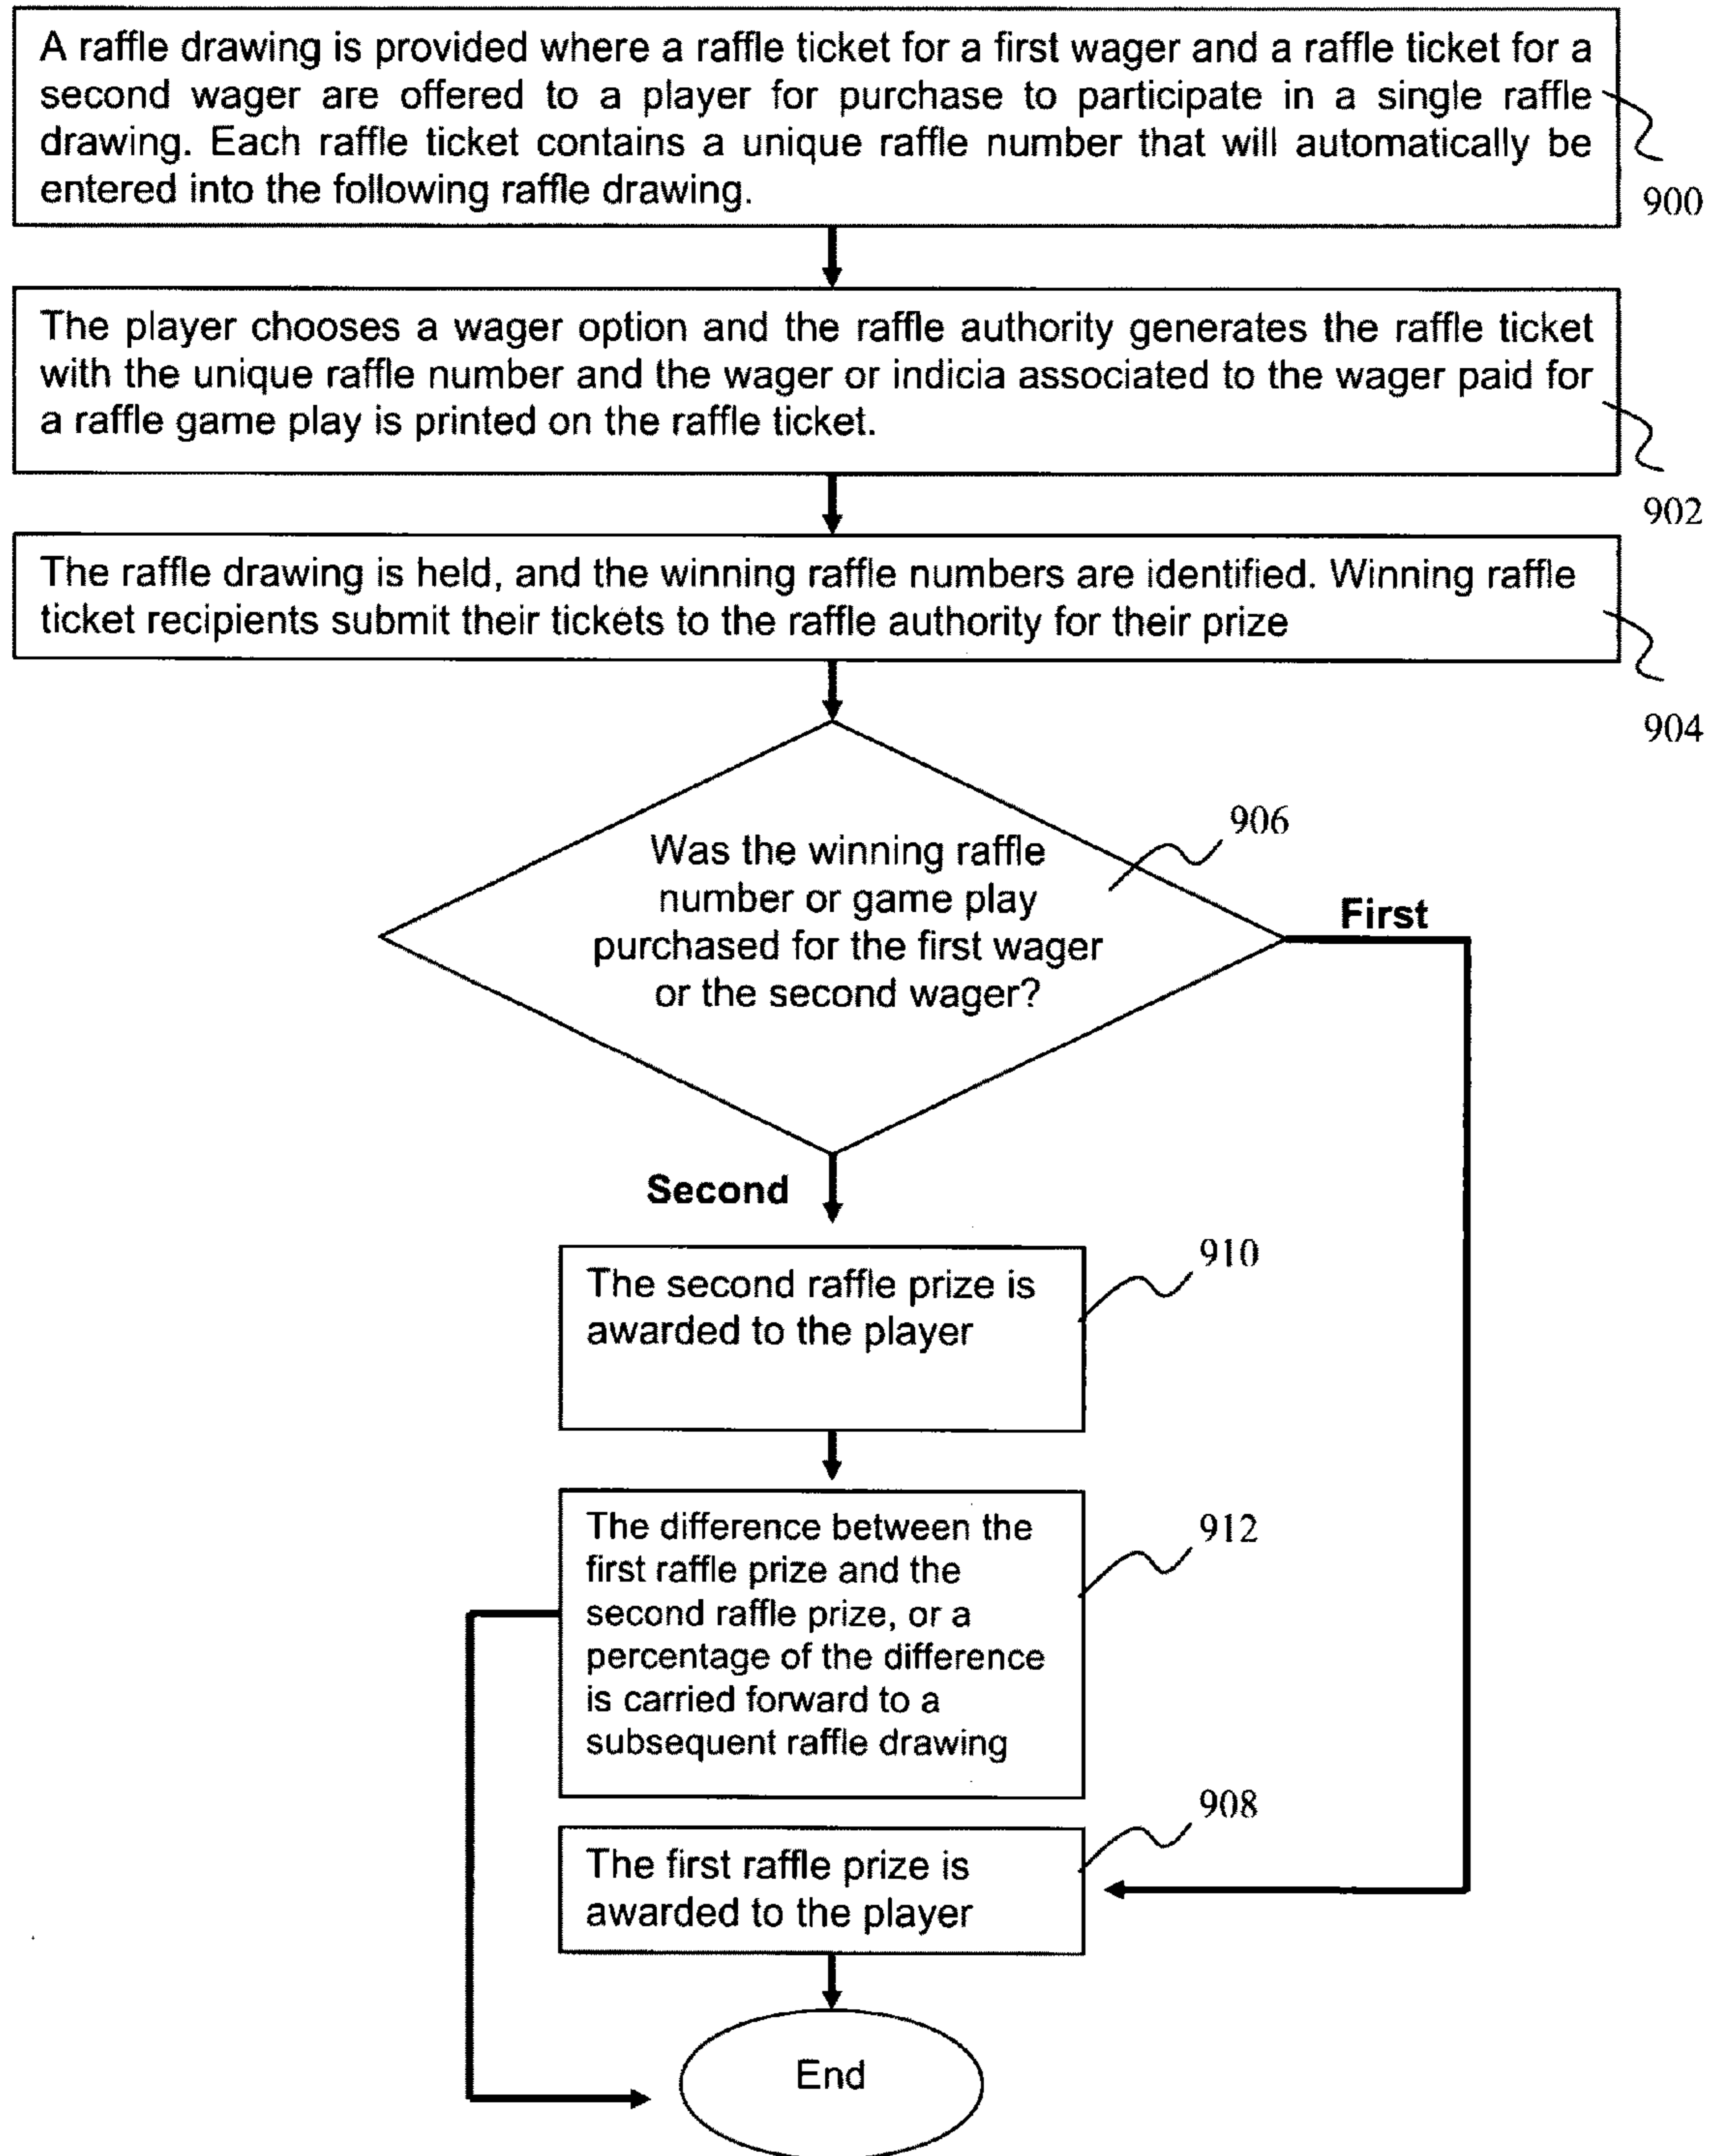 A raffle drawing is provided where a raffle ticket for a first wager and a raffle ticket for a
second wager are offered to a player for purchase to participate in a single raffle
drawing. Each raffle ticket contains a unique raffle number that will automatically be
entered into the following raffle drawing.
900
The player chooses a wager option and the raffle authority generates the raffle ticket
with the unique raffle number and the wager or indicia associated to the wager paid for
a raffle game play is printed on the raffle ticket.
902
The raffle drawing is held, and the winning raffle numbers are identified. Winning raffle
ticket recipients submit their tickets to the raffle authority for their prize
904
906
Was the winning raffle
number or game play
purchased for the first wager
or the second wager?
First
Second
910
The second raffle prize is
awarded to the player
912
The difference between the
first raffle prize and the
second raffle prize, or a
percentage of the difference
is carried forward to a
subsequent raffle drawing
908
The first raffle prize is
awarded to the player
End